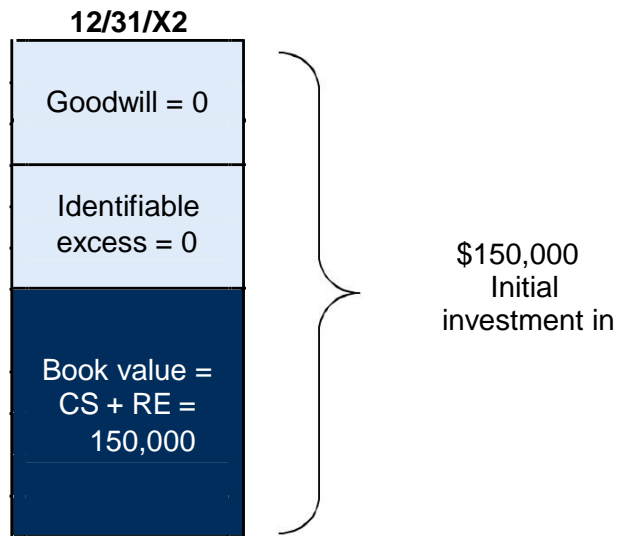 12/31/X2
Goodwill = 0
Identifiable
excess = 0
$150,000
Initial
investment in
Book value =
CS + RE =
150,000